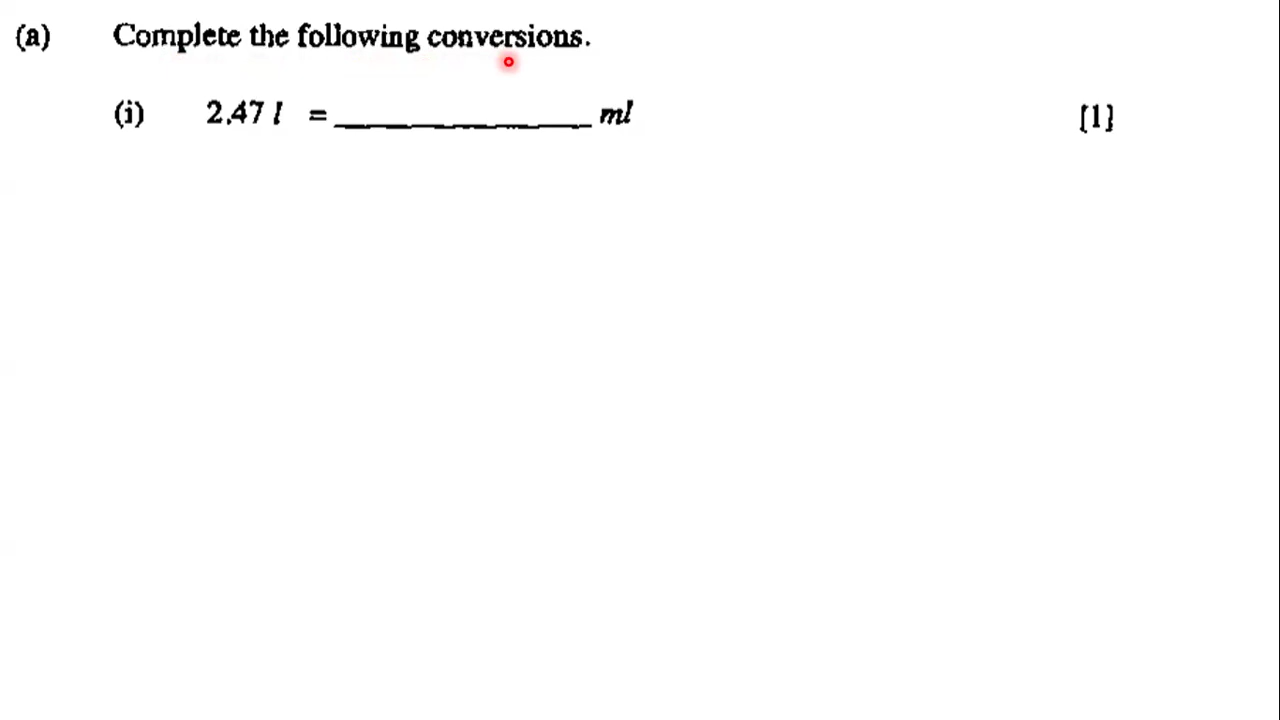 (a) Complete the following conversions.
(i) 2.47 l = ______________ ml [1]